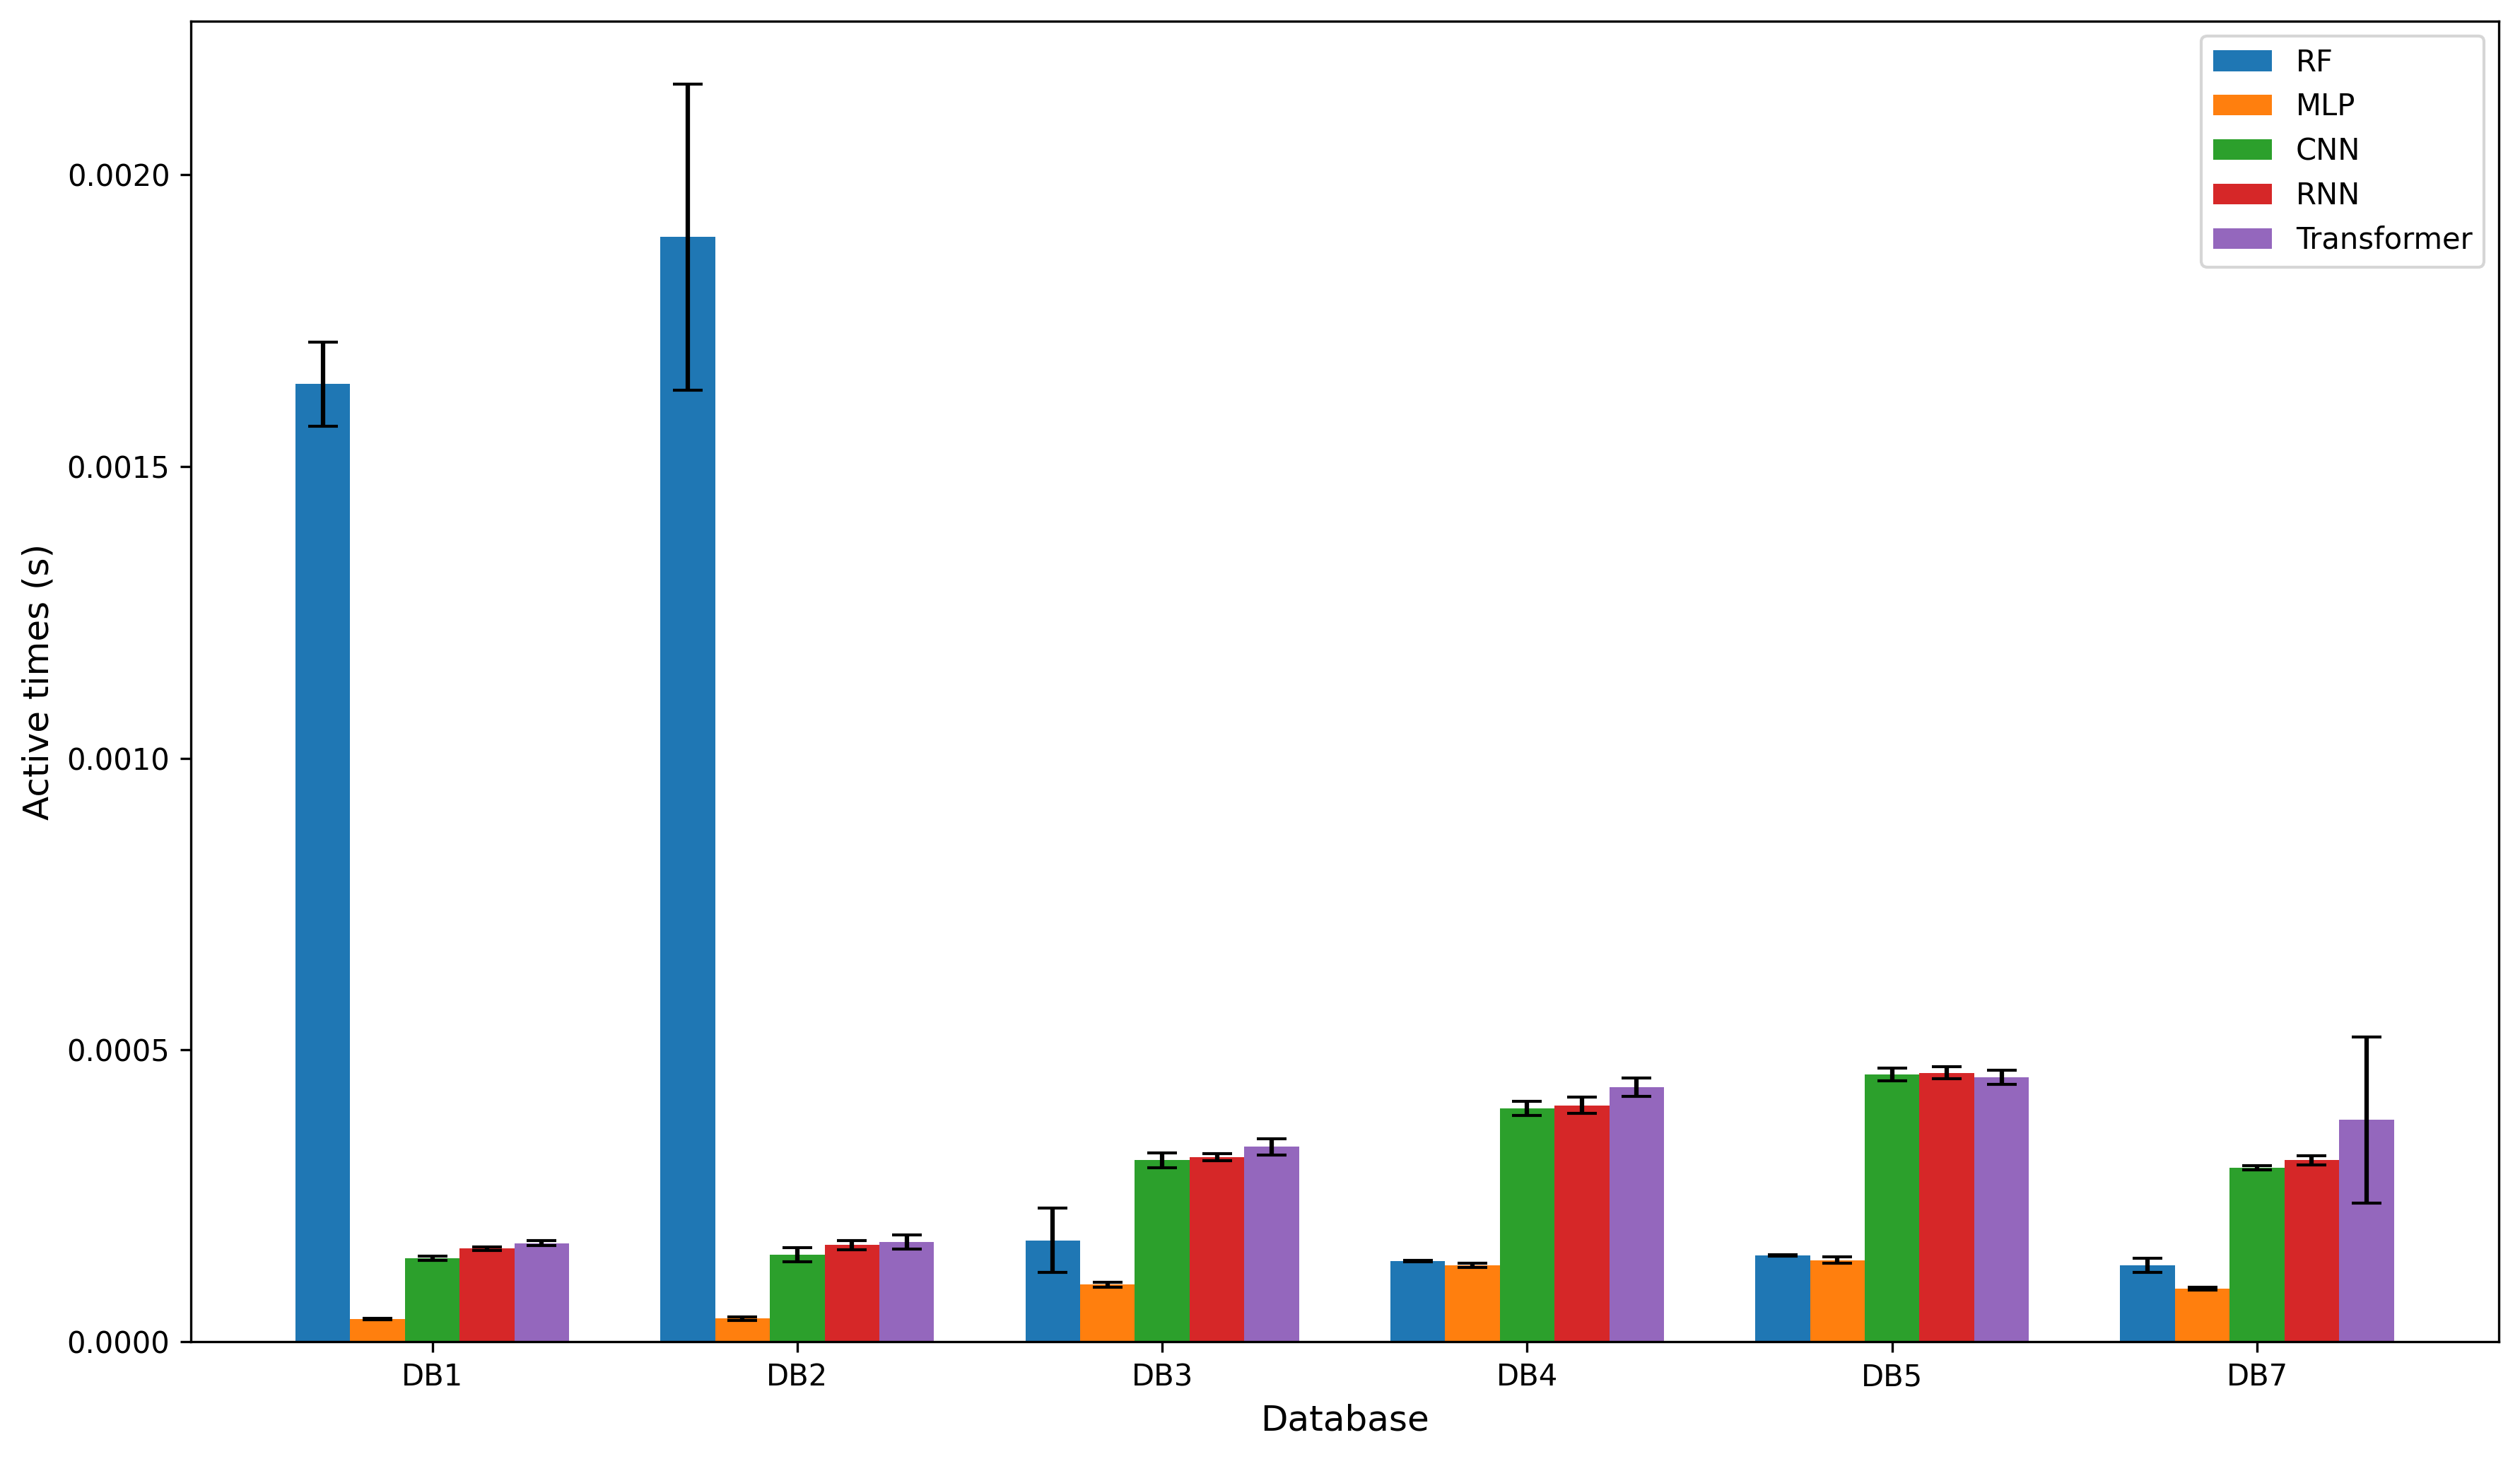 RF
MLP
CNN
RNN
Transformer
0.0020
0.0015
0.0010
0.0005
0.0000
Active times (s)
DB1 DB2 DB3 DB4 DB5 DB7
Database